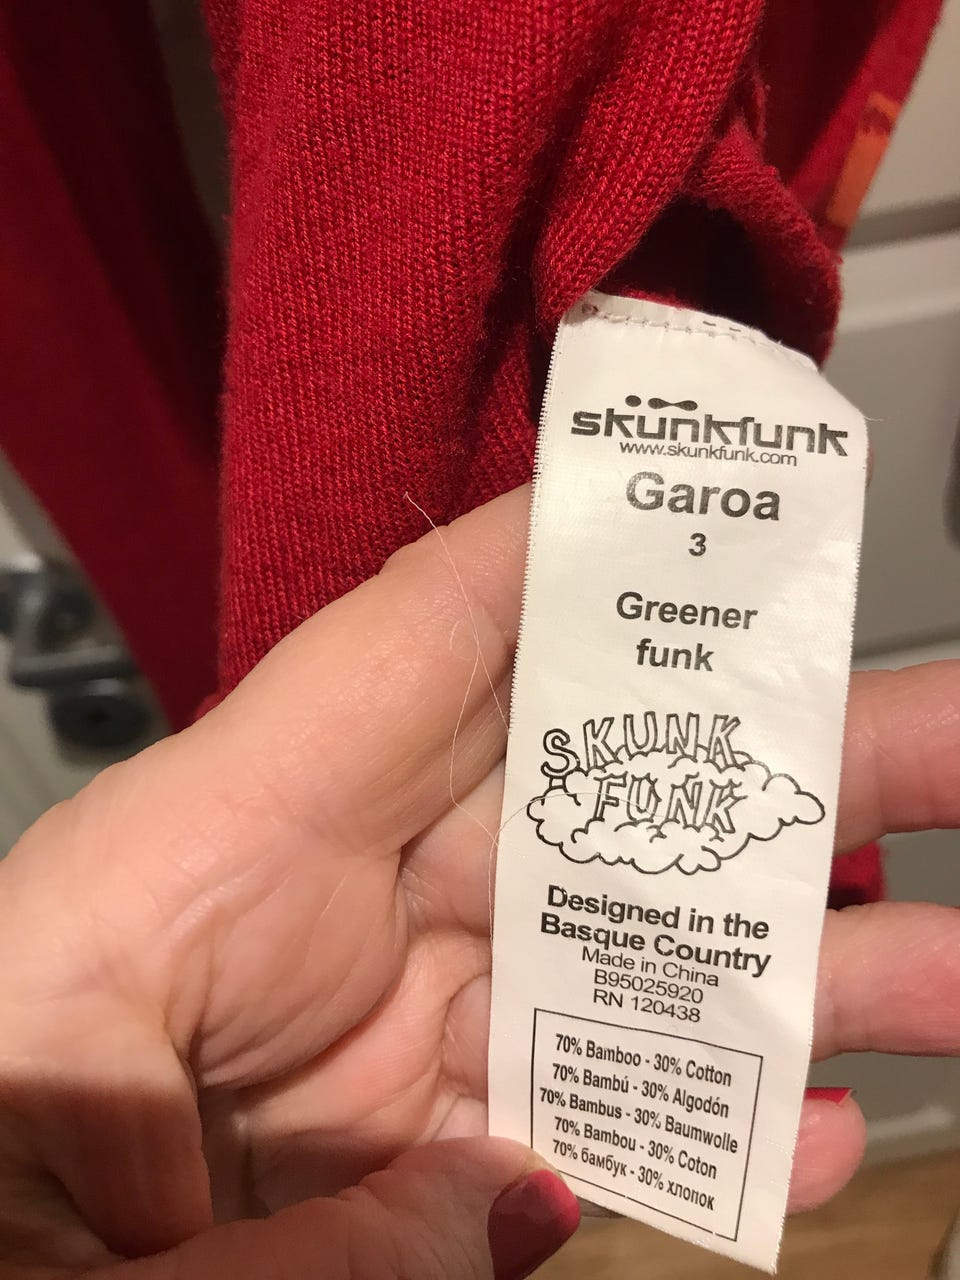 skunkfunk
www.skunkfunk.com
Garoa
3
Greener
funk
SKUNK
FUNK
Designed in the
Basque Country
Made in China
B95025920
RN 120438
70% Bamboo - 30% Cotton
70% Bambú - 30% Algodón
70% Bambus - 30% Baumwolle
70% Bambou - 30% Coton
70% бамбук - 30% хлопок